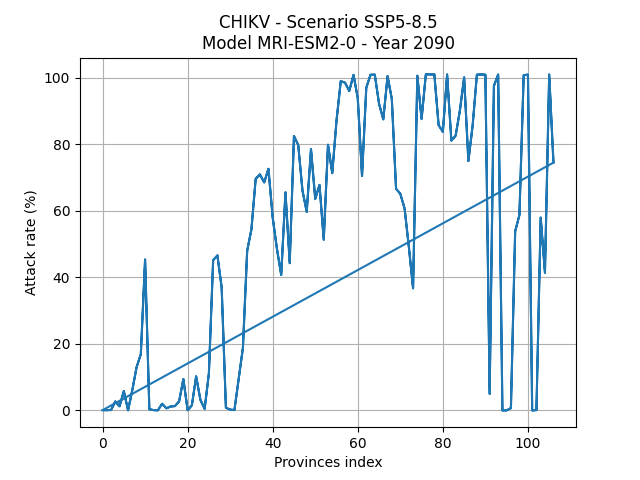 CHIKV - Scenario SSP5-8.5
Model MRI-ESM2-0 - Year 2090
100
80
60
40
20
0
Attack rate (%)
0 20 40 60 80 100
Provinces index